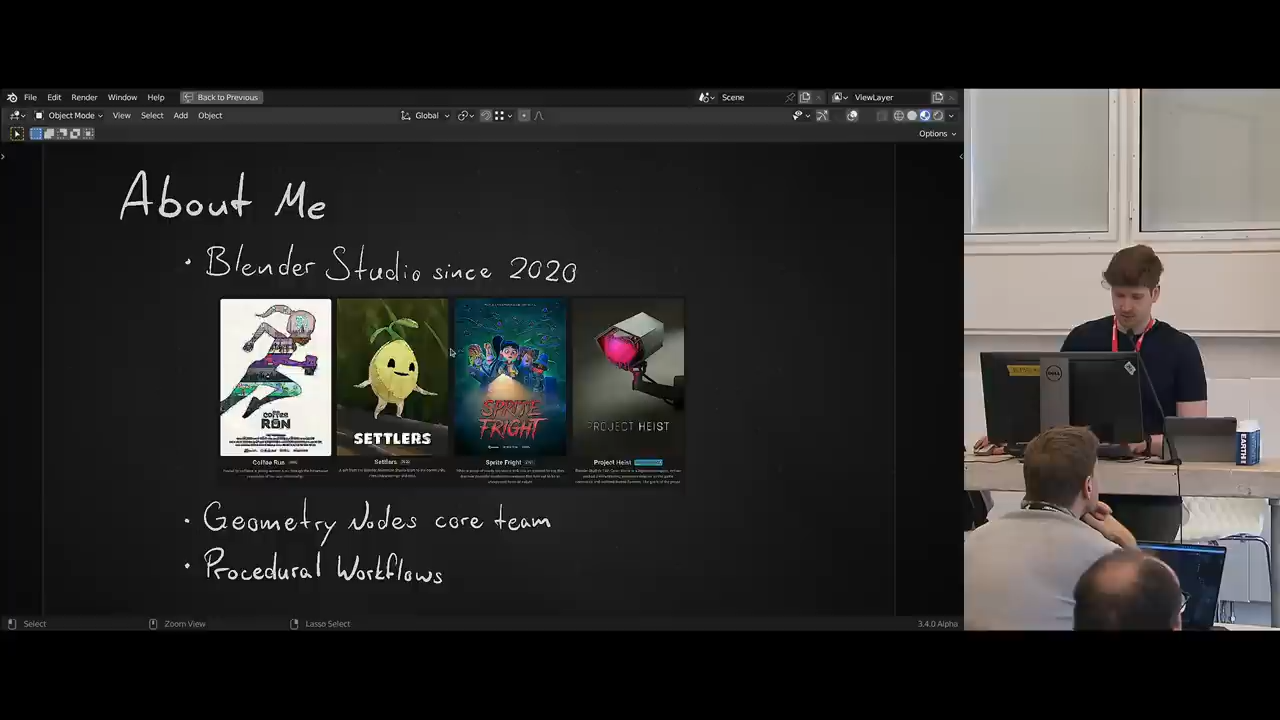 File Edit Render Window Help Back to Previous Scene ViewLayer
Object Mode View Select Add Object Global
Options
About Me
• Blender Studio since 2020
coffee RUN
SETTLERS
SPRITE FRIGHT
PROJECT HEIST
Coffee Run
Settlers
Sprite Fright
Project Heist
• Geometry Nodes core team
• Procedural Workflows
Select Zoom View Lasso Select 3.4.0 Alpha
DELL
EARTH